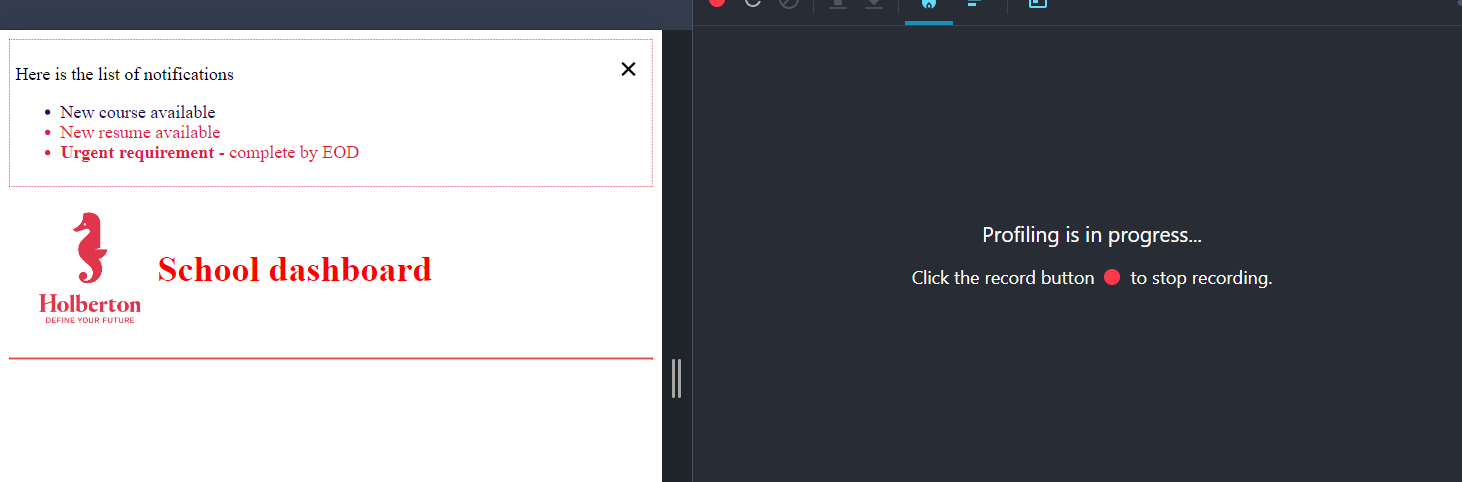 Here is the list of notifications
New course available
New resume available
Urgent requirement - complete by EOD
Holberton
DEFINE YOUR FUTURE
School dashboard
Profiling is in progress...
Click the record button to stop recording.